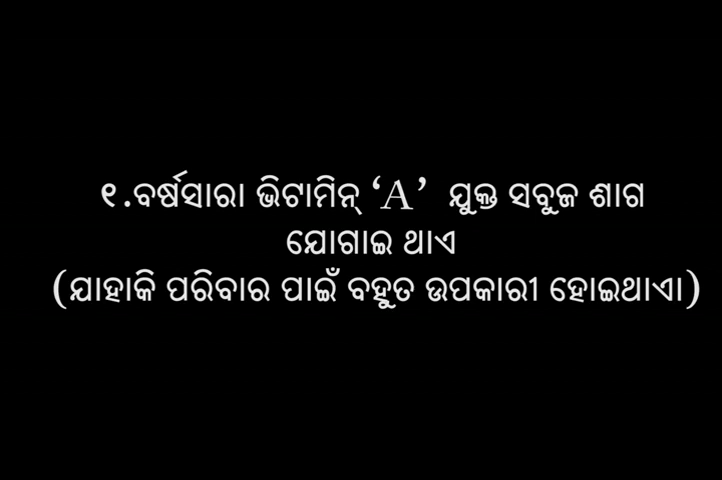 ୧.ବର୍ଷସାରା ଭିଟାମିନ୍ ‘A’ ଯୁକ୍ତ ସବୁଜ ଶାଗ
ଯୋଗାଇ ଥାଏ
(ଯାହାକି ପରିବାର ପାଇଁ ବହୁତ ଉପକାରୀ ହୋଇଥାଏ।)